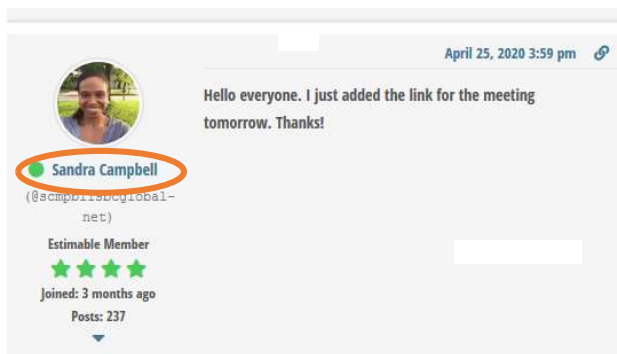 April 25, 2020 3:59 pm
Hello everyone. I just added the link for the meeting
tomorrow. Thanks!
Sandra Campbell
(@scmpbllsbcglobal-
net)
Estimable Member
Joined: 3 months ago
Posts: 237